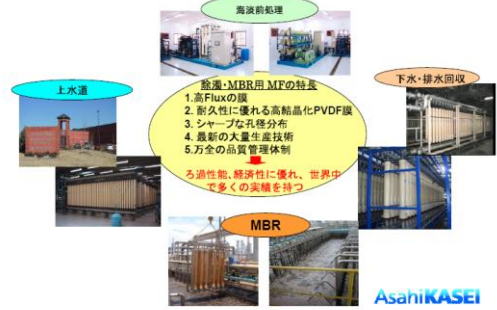 海淡前処理
除濁・MBR用 MFの特長
1.高Fluxの膜
2. 耐久性に優れる高結晶化PVDF膜
3. シャープな孔径分布
4. 最新の大量生産技術
5.万全の品質管理体制
ろ過性能、経済性に優れ、世界中
で多くの実績を持つ
上水道
下水・排水回収
MBR
AsahiKASEI